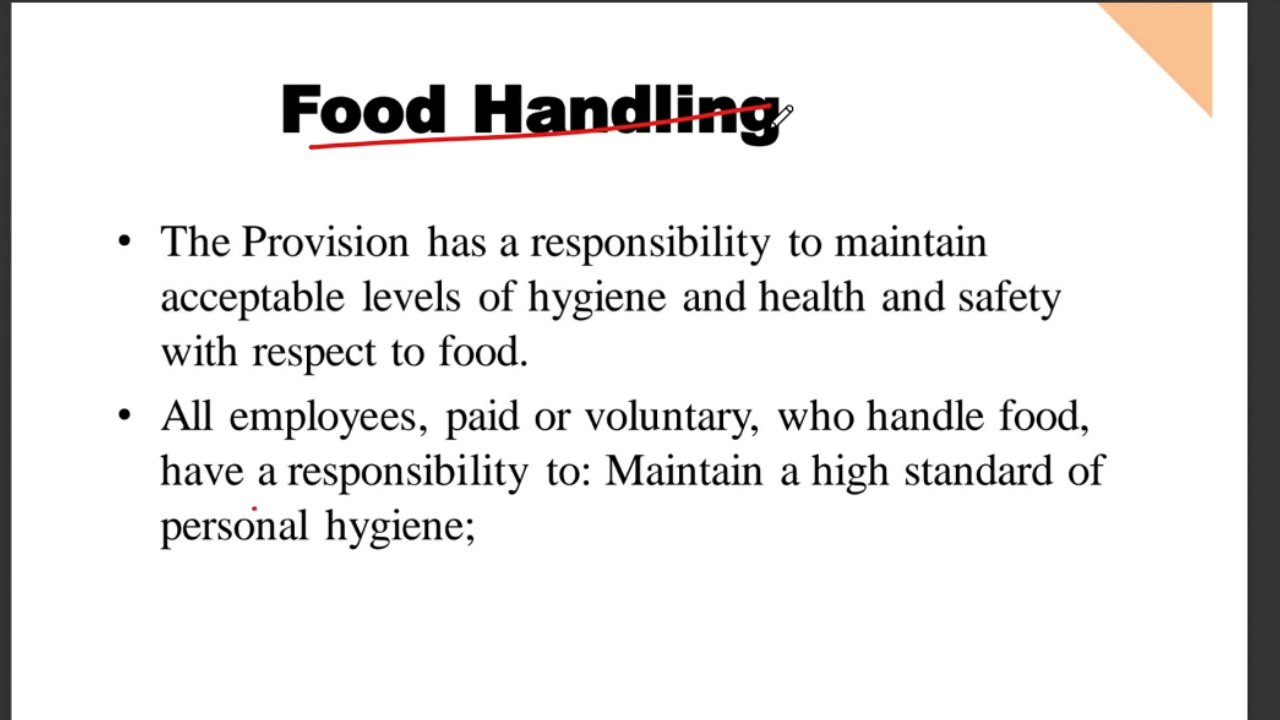 Food Handling
• The Provision has a responsibility to maintain
acceptable levels of hygiene and health and safety
with respect to food.
• All employees, paid or voluntary, who handle food,
have a responsibility to: Maintain a high standard of
personal hygiene;